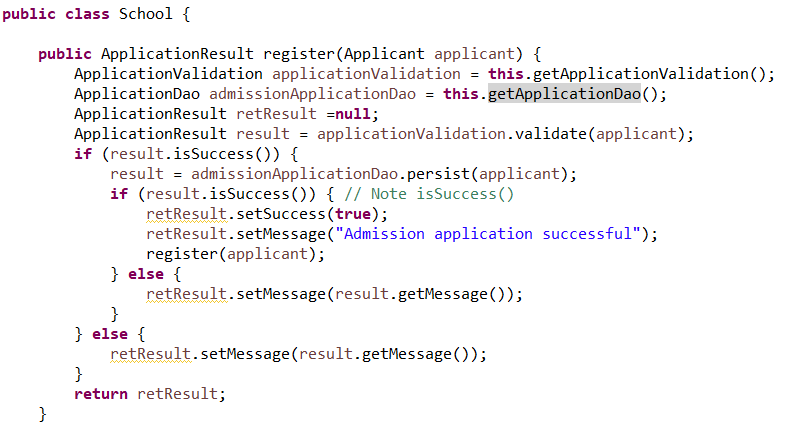 public class School {
public ApplicationResult register(Applicant applicant) {
ApplicationValidation applicationValidation = this.getApplicationValidation();
ApplicationDao admissionApplicationDao = this.getApplicationDao();
ApplicationResult retResult =null;
ApplicationResult result = applicationValidation.validate(applicant);
if (result.isSuccess()) {
result = admissionApplicationDao.persist(applicant);
if (result.isSuccess()) { // Note isSuccess()
retResult.setSuccess(true);
retResult.setMessage("Admission application successful");
register(applicant);
} else {
retResult.setMessage(result.getMessage());
}
} else {
retResult.setMessage(result.getMessage());
}
return retResult;
}